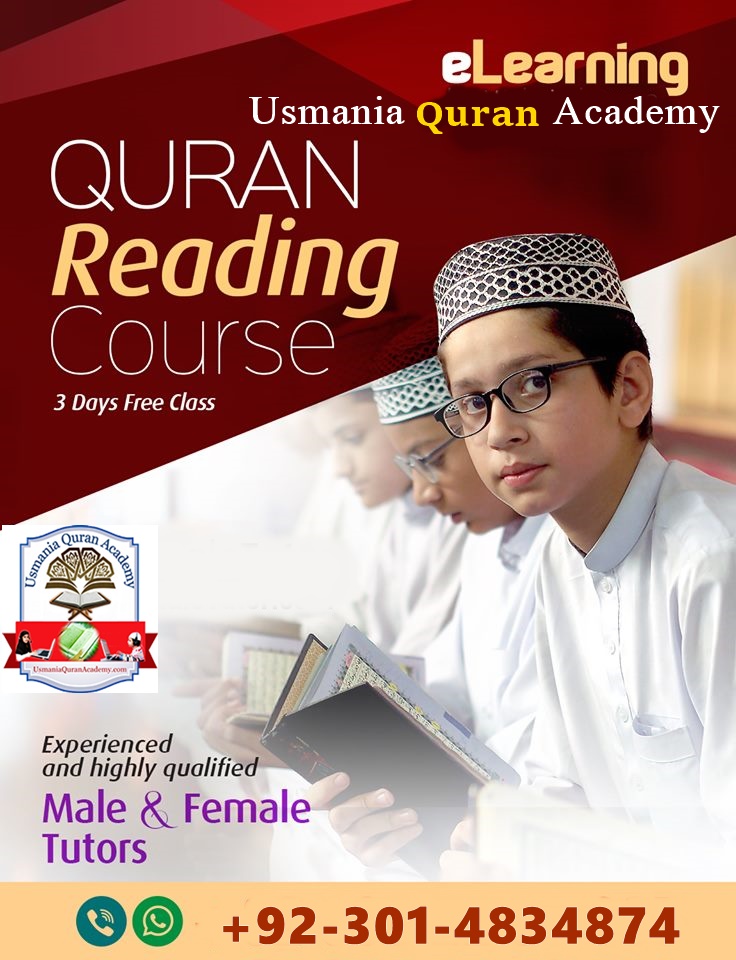 eLearning
Usmania Quran Academy
QURAN
Reading
Course
3 Days Free Class
Usmania Quran Academy
UsmaniaQuranAcademy.com
Experienced
and highly qualified
Male & Female
Tutors
+92-301-4834874